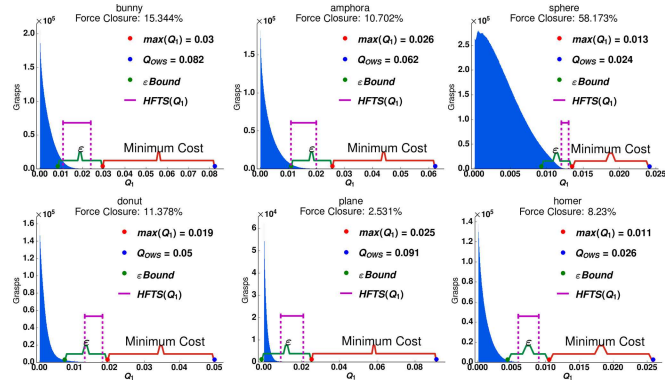 bunny
Force Closure: 15.344%
×10⁵
2.0
1.5
1.0
0.5
0.0
Grasps
max(Q₁) = 0.03
Q_OWS = 0.082
εBound
HFTS(Q₁)
ε
Minimum Cost
0.00 0.01 0.02 0.03 0.04 0.05 0.06 0.07 0.08
Q₁
amphora
Force Closure: 10.702%
×10⁵
2.0
1.5
1.0
0.5
0.0
Grasps
max(Q₁) = 0.026
Q_OWS = 0.062
εBound
HFTS(Q₁)
ε
Minimum Cost
0.00 0.01 0.02 0.03 0.04 0.05 0.06
Q₁
sphere
Force Closure: 58.173%
×10⁵
3.0
2.5
2.0
1.5
1.0
0.5
0.0
Grasps
max(Q₁) = 0.013
Q_OWS = 0.024
εBound
HFTS(Q₁)
ε
Minimum Cost
0.000 0.005 0.010 0.015 0.020 0.025
Q₁
donut
Force Closure: 11.378%
×10⁵
1.6
1.4
1.2
1.0
0.8
0.6
0.4
0.2
0.0
Grasps
max(Q₁) = 0.019
Q_OWS = 0.05
εBound
HFTS(Q₁)
ε
Minimum Cost
0.00 0.01 0.02 0.03 0.04 0.05
Q₁
plane
Force Closure: 2.531%
×10⁴
6
5
4
3
2
1
0
Grasps
max(Q₁) = 0.025
Q_OWS = 0.091
εBound
HFTS(Q₁)
ε
Minimum Cost
0.00 0.02 0.04 0.06 0.08
Q₁
homer
Force Closure: 8.23%
×10⁵
1.4
1.2
1.0
0.8
0.6
0.4
0.2
0.0
Grasps
max(Q₁) = 0.011
Q_OWS = 0.026
εBound
HFTS(Q₁)
ε
Minimum Cost
0.000 0.005 0.010 0.015 0.020 0.025
Q₁